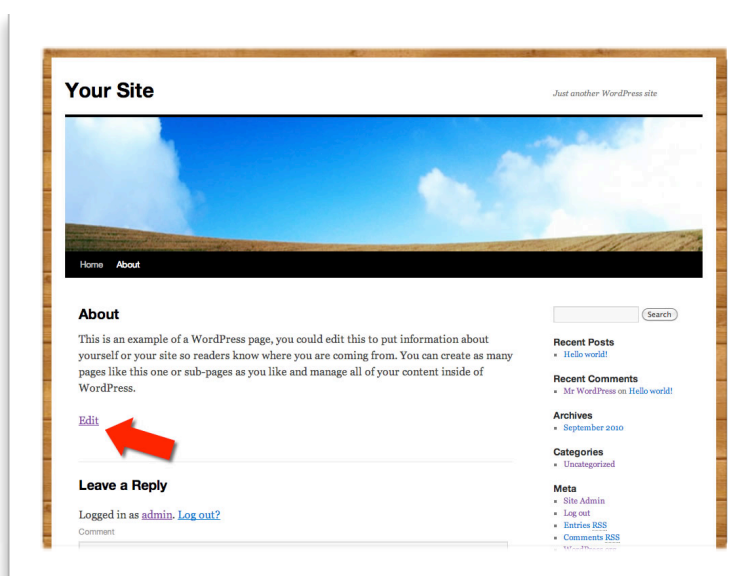 Your Site
Just another WordPress site
Home About
About
This is an example of a WordPress page, you could edit this to put information about
yourself or your site so readers know where you are coming from. You can create as many
pages like this one or sub-pages as you like and manage all of your content inside of
WordPress.
Edit
Leave a Reply
Logged in as admin. Log out?
Comment
Search
Recent Posts
Hello world!
Recent Comments
Mr WordPress on Hello world!
Archives
September 2010
Categories
Uncategorized
Meta
Site Admin
Log out
Entries RSS
Comments RSS